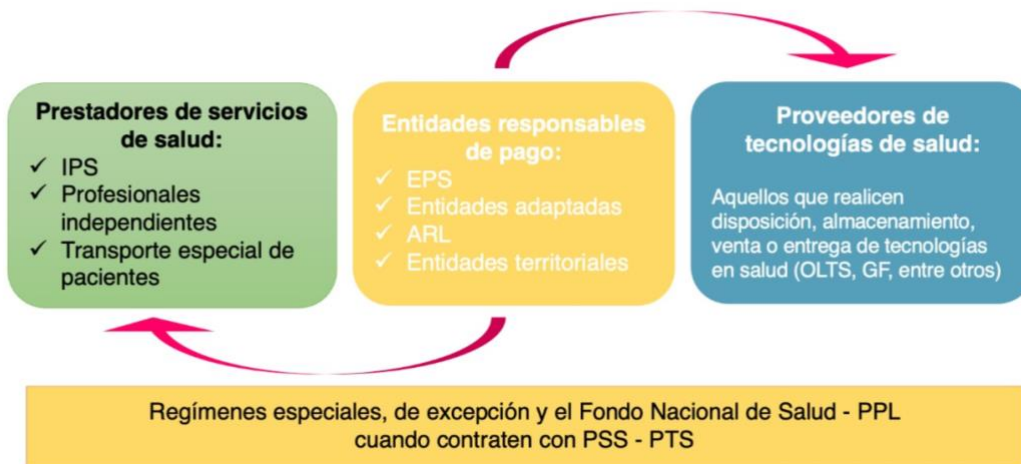 Prestadores de servicios
de salud:
✓ IPS
✓ Profesionales
independientes
✓ Transporte especial de
pacientes
Entidades responsables
de pago:
✓ EPS
✓ Entidades adaptadas
✓ ARL
✓ Entidades territoriales
Proveedores de
tecnologías de salud:
Aquellos que realicen
disposición, almacenamiento,
venta o entrega de tecnologías
en salud (OLTS, GF, entre otros)
Regímenes especiales, de excepción y el Fondo Nacional de Salud - PPL
cuando contraten con PSS - PTS